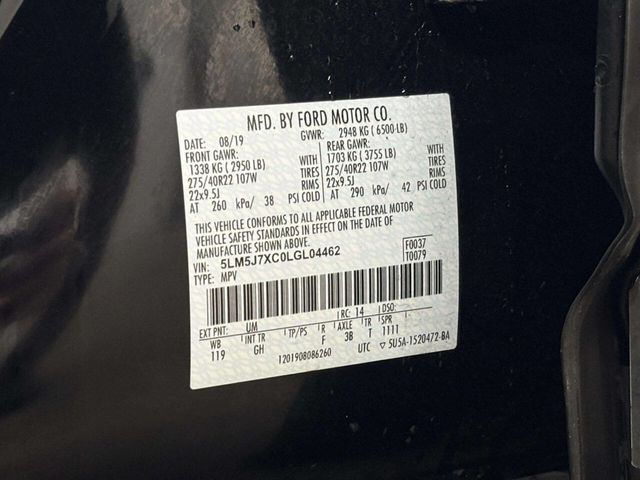 MFD. BY FORD MOTOR CO.
DATE: 08/19 GVWR: 2948 KG ( 6500 LB)
FRONT GAWR: REAR GAWR:
1338 KG ( 2950 LB) WITH 1703 KG ( 3755 LB) WITH
275/40R22 107W TIRES 275/40R22 107W TIRES
22x9.5J RIMS 22x9.5J RIMS
AT 260 kPa/ 38 PSI COLD AT 290 kPa/ 42 PSI COLD
THIS VEHICLE CONFORMS TO ALL APPLICABLE FEDERAL MOTOR
VEHICLE SAFETY STANDARDS IN EFFECT ON THE DATE OF
MANUFACTURE SHOWN ABOVE.
VIN: 5LM5J7XC0LGL04462 F0037
TYPE: MPV T0079
EXT PNT: UM RC: 14 DSO:
WB INT TR TP/PS R AXLE TR SPR
119 GH F 3B T 1111
1201908086260 UTC ▽ 5U5A-1520472-BA